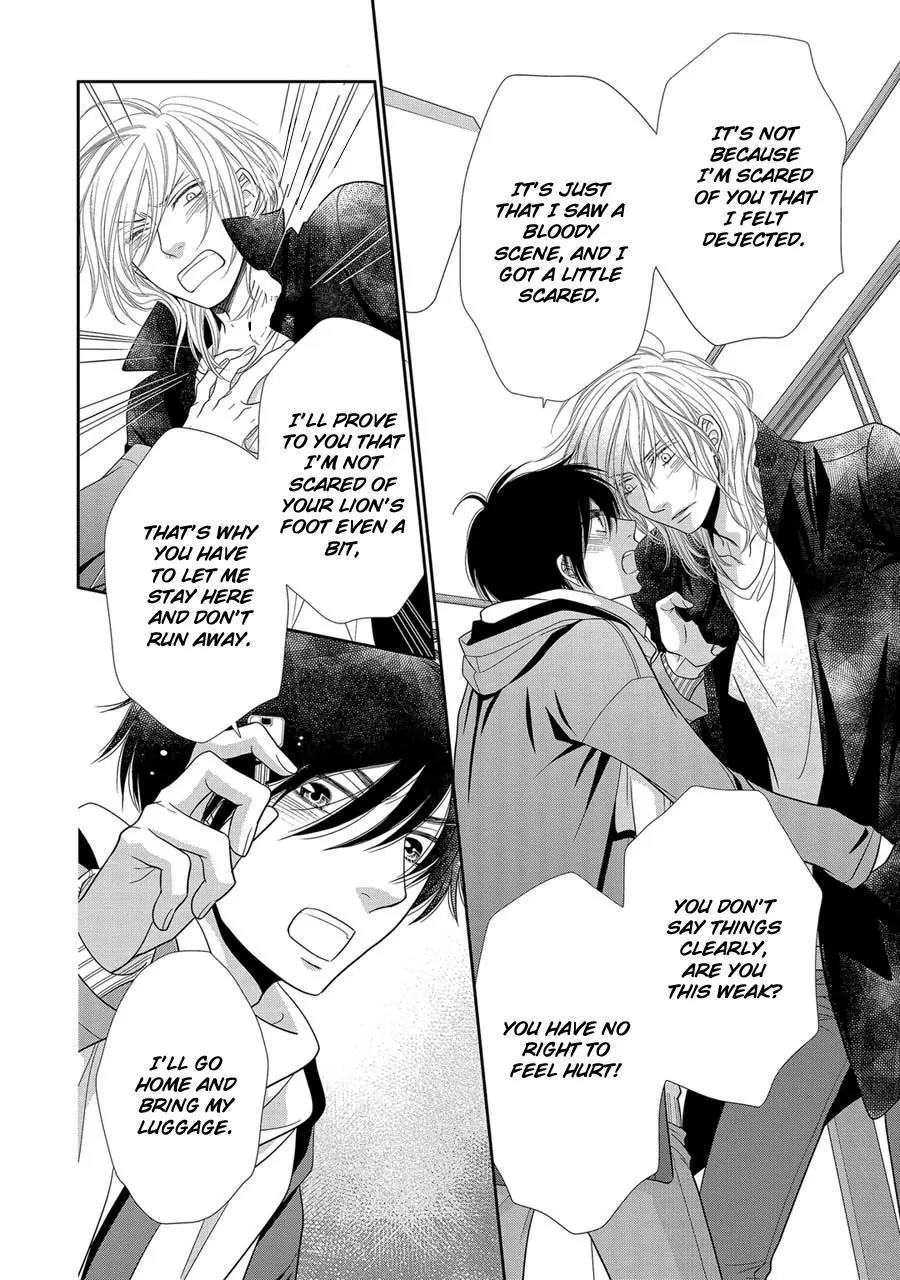 IT'S NOT
BECAUSE
I'M SCARED
OF YOU THAT
I FELT
DEJECTED.
IT'S JUST
THAT I SAW A
BLOODY
SCENE, AND I
GOT A LITTLE
SCARED.
YOU DON'T
SAY THINGS
CLEARLY,
ARE YOU
THIS WEAK?
YOU HAVE NO
RIGHT TO
FEEL HURT!
I'LL PROVE
TO YOU THAT
I'M NOT
SCARED OF
YOUR LION'S
FOOT EVEN A
BIT,
THAT'S WHY
YOU HAVE
TO LET ME
STAY HERE
AND DON'T
RUN AWAY.
I'LL GO
HOME AND
BRING MY
LUGGAGE.